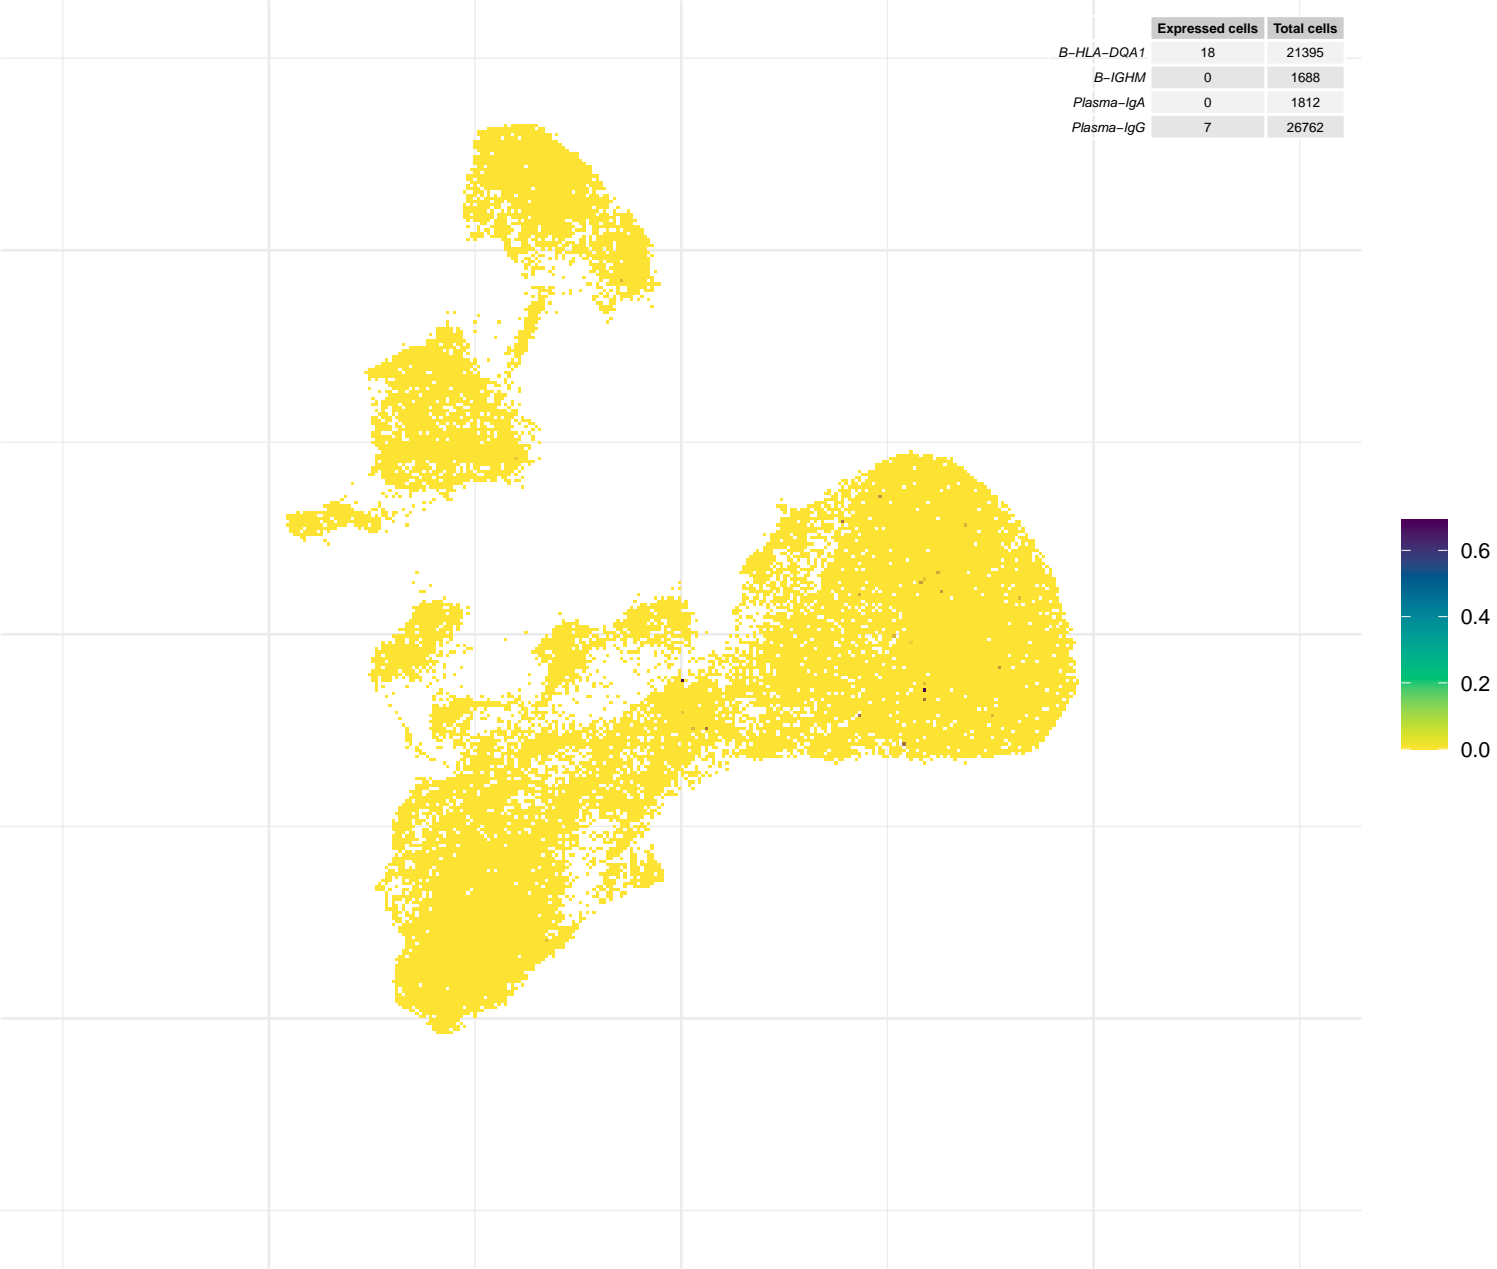 Expressed cells Total cells
B−HLA−DQA1 18 21395
B−IGHM 0 1688
Plasma−IgA 0 1812
Plasma−IgG 7 26762
0.6
0.4
0.2
0.0